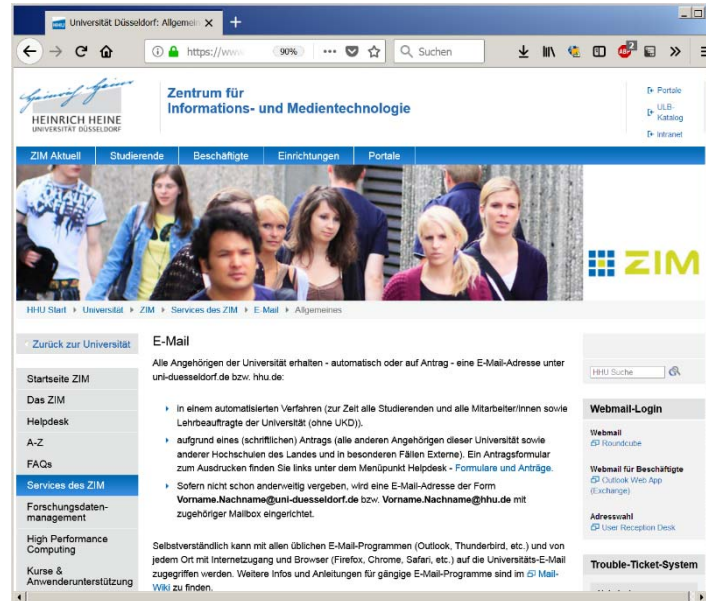 Universität Düsseldorf: Allgemein
https://www
90%
Suchen
2
HEINRICH HEINE
UNIVERSITÄT DÜSSELDORF
Zentrum für
Informations- und Medientechnologie
Portale
ULB-
Katalog
Intranet
ZIM Aktuell Studierende Beschäftigte Einrichtungen Portale
ZIM
HHU Start Universität ZIM Services des ZIM E-Mail Allgemeines
Zurück zur Universität
Startseite ZIM
Das ZIM
Helpdesk
A-Z
FAQs
Services des ZIM
Forschungsdaten-
management
High Performance
Computing
Kurse &
Anwenderunterstützung
E-Mail
Alle Angehörigen der Universität erhalten - automatisch oder auf Antrag - eine E-Mail-Adresse unter
uni-duesseldorf.de bzw. hhu.de:
in einem automatisierten Verfahren (zur Zeit alle Studierenden und alle Mitarbeiter/innen sowie
Lehrbeauftragte der Universität (ohne UKD)).
aufgrund eines (schriftlichen) Antrags (alle anderen Angehörigen dieser Universität sowie
anderer Hochschulen des Landes und in besonderen Fällen Externe). Ein Antragsformular
zum Ausdrucken finden Sie links unter dem Menüpunkt Helpdesk - Formulare und Anträge.
Sofern nicht schon anderweitig vergeben, wird eine E-Mail-Adresse der Form
Vorname.Nachname@uni-duesseldorf.de bzw. Vorname.Nachname@hhu.de mit
zugehöriger Mailbox eingerichtet.
Selbstverständlich kann mit allen üblichen E-Mail-Programmen (Outlook, Thunderbird, etc.) und von
jedem Ort mit Internetzugang und Browser (Firefox, Chrome, Safari, etc.) auf die Universitäts-E-Mail
zugegriffen werden. Weitere Infos und Anleitungen für gängige E-Mail-Programme sind im Mail-
Wiki zu finden.
HHU Suche
Webmail-Login
Webmail
Roundcube
Webmail für Beschäftigte
Outlook Web App
(Exchange)
Adresswahl
User Reception Desk
Trouble-Ticket-System